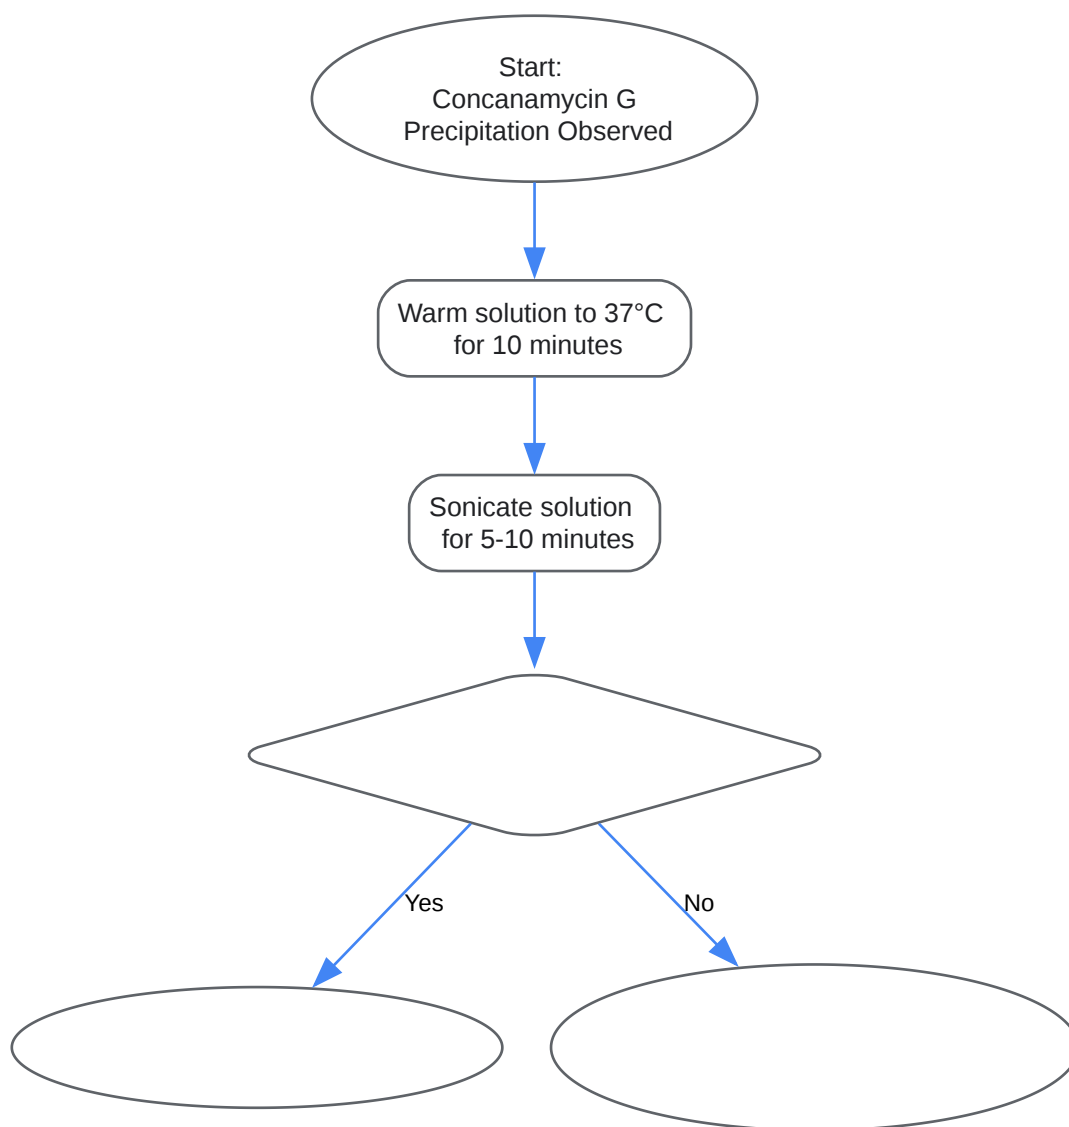 Start:
Concanamycin G
Precipitation Observed
Warm solution to 37°C
for 10 minutes
Sonicate solution
for 5-10 minutes
Yes
No